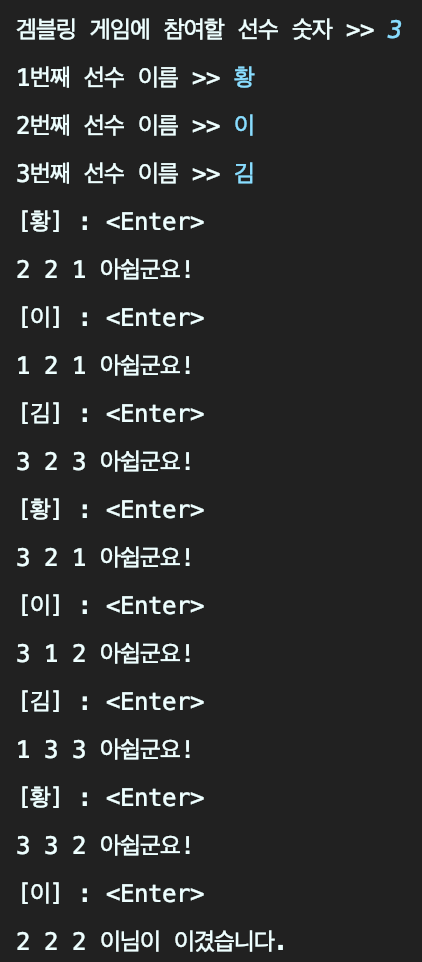 겜블링 게임에 참여할 선수 숫자 >> 3
1번째 선수 이름 >> 황
2번째 선수 이름 >> 이
3번째 선수 이름 >> 김
[황] : <Enter>
2 2 1 아쉽군요!
[이] : <Enter>
1 2 1 아쉽군요!
[김] : <Enter>
3 2 3 아쉽군요!
[황] : <Enter>
3 2 1 아쉽군요!
[이] : <Enter>
3 1 2 아쉽군요!
[김] : <Enter>
1 3 3 아쉽군요!
[황] : <Enter>
3 3 2 아쉽군요!
[이] : <Enter>
2 2 2 이님이 이겼습니다.